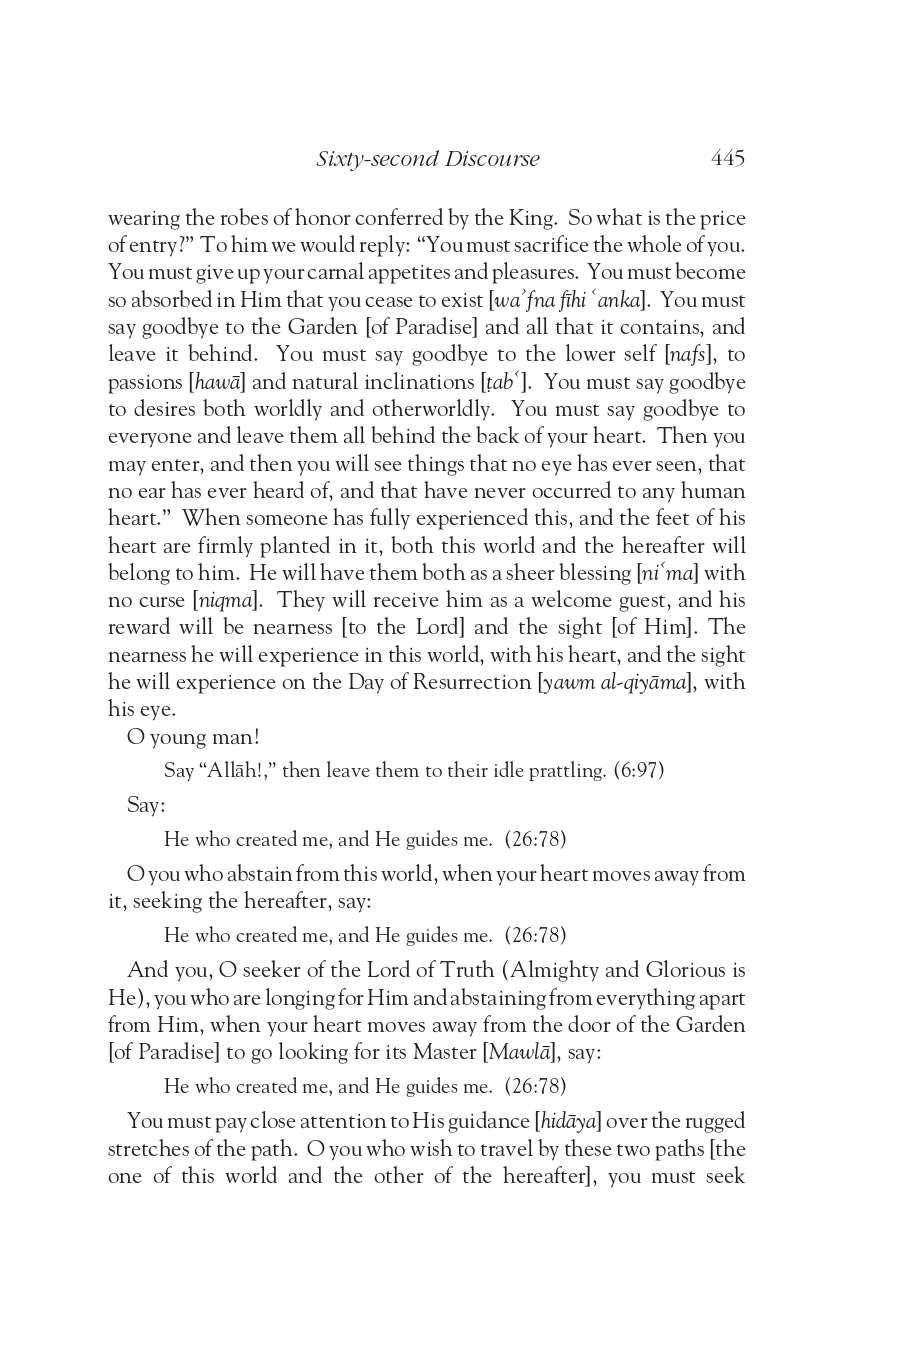 Sixty-second Discourse 445
wearing the robes of honor conferred by the King. So what is the price
of entry?” To him we would reply: “You must sacrifice the whole of you.
You must give up your carnal appetites and pleasures. You must become
so absorbed in Him that you cease to exist [waʾfna fīhi ʿanka]. You must
say goodbye to the Garden [of Paradise] and all that it contains, and
leave it behind. You must say goodbye to the lower self [nafs], to
passions [hawā] and natural inclinations [ṭabʿ]. You must say goodbye
to desires both worldly and otherworldly. You must say goodbye to
everyone and leave them all behind the back of your heart. Then you
may enter, and then you will see things that no eye has ever seen, that
no ear has ever heard of, and that have never occurred to any human
heart.” When someone has fully experienced this, and the feet of his
heart are firmly planted in it, both this world and the hereafter will
belong to him. He will have them both as a sheer blessing [niʿma] with
no curse [niqma]. They will receive him as a welcome guest, and his
reward will be nearness [to the Lord] and the sight [of Him]. The
nearness he will experience in this world, with his heart, and the sight
he will experience on the Day of Resurrection [yawm al-qiyāma], with
his eye.
O young man!
Say “Allāh!,” then leave them to their idle prattling. (6:97)
Say:
He who created me, and He guides me. (26:78)
O you who abstain from this world, when your heart moves away from
it, seeking the hereafter, say:
He who created me, and He guides me. (26:78)
And you, O seeker of the Lord of Truth (Almighty and Glorious is
He), you who are longing for Him and abstaining from everything apart
from Him, when your heart moves away from the door of the Garden
[of Paradise] to go looking for its Master [Mawlā], say:
He who created me, and He guides me. (26:78)
You must pay close attention to His guidance [hidāya] over the rugged
stretches of the path. O you who wish to travel by these two paths [the
one of this world and the other of the hereafter], you must seek